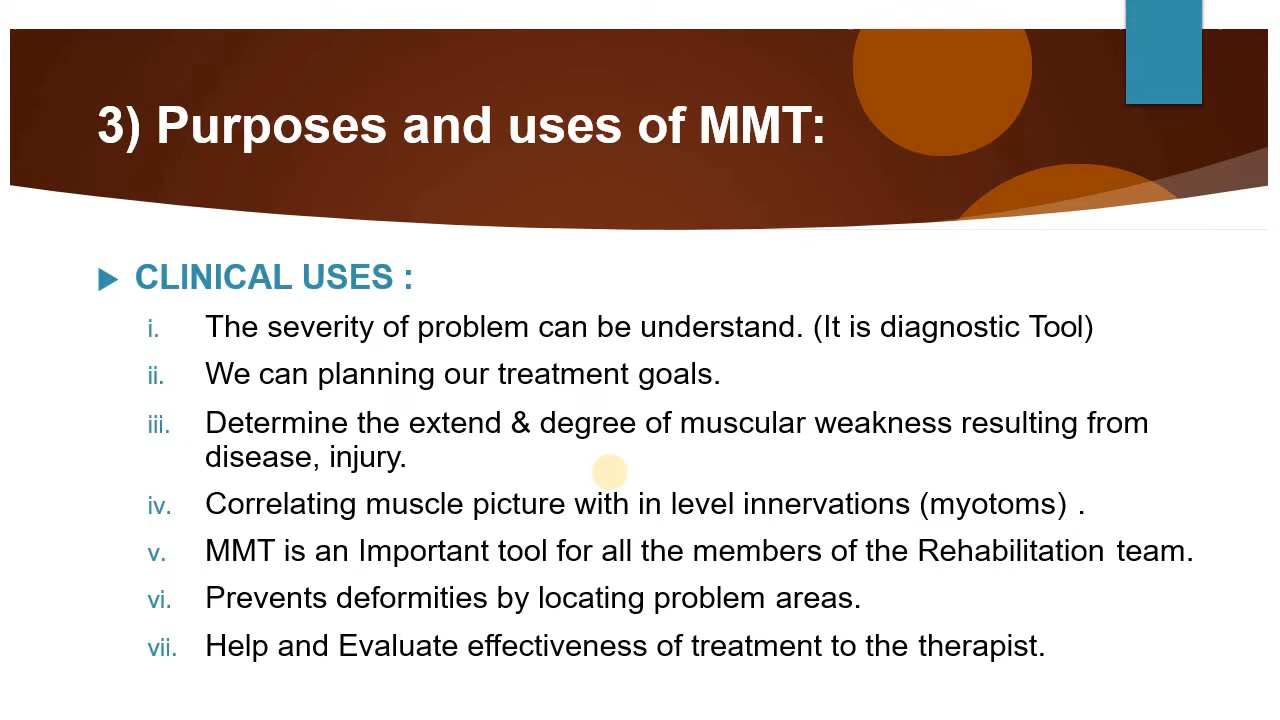 3) Purposes and uses of MMT:
CLINICAL USES :
i. The severity of problem can be understand. (It is diagnostic Tool)
ii. We can planning our treatment goals.
iii. Determine the extend & degree of muscular weakness resulting from
disease, injury.
iv. Correlating muscle picture with in level innervations (myotoms) .
v. MMT is an Important tool for all the members of the Rehabilitation team.
vi. Prevents deformities by locating problem areas.
vii. Help and Evaluate effectiveness of treatment to the therapist.